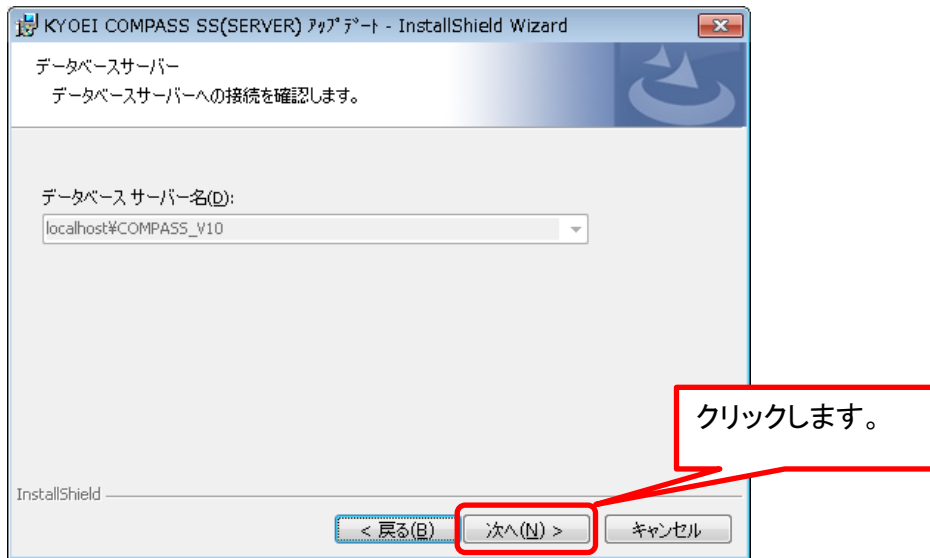 KYOEI COMPASS SS(SERVER) ｱｯﾌﾟﾃﾞｰﾄ - InstallShield Wizard
データベースサーバー
データベースサーバーへの接続を確認します。
データベース サーバー名(D):
localhost¥COMPASS_V10
クリックします。
InstallShield
< 戻る(B)
次へ(N) >
キャンセル